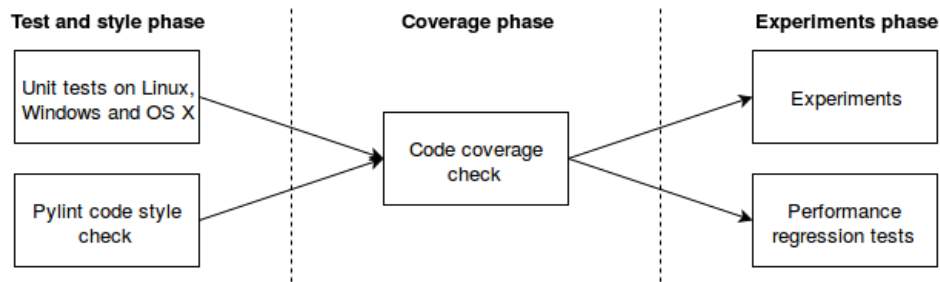 Test and style phase
Coverage phase
Experiments phase
Unit tests on Linux,
Windows and OS X
Pylint code style
check
Code coverage
check
Experiments
Performance
regression tests